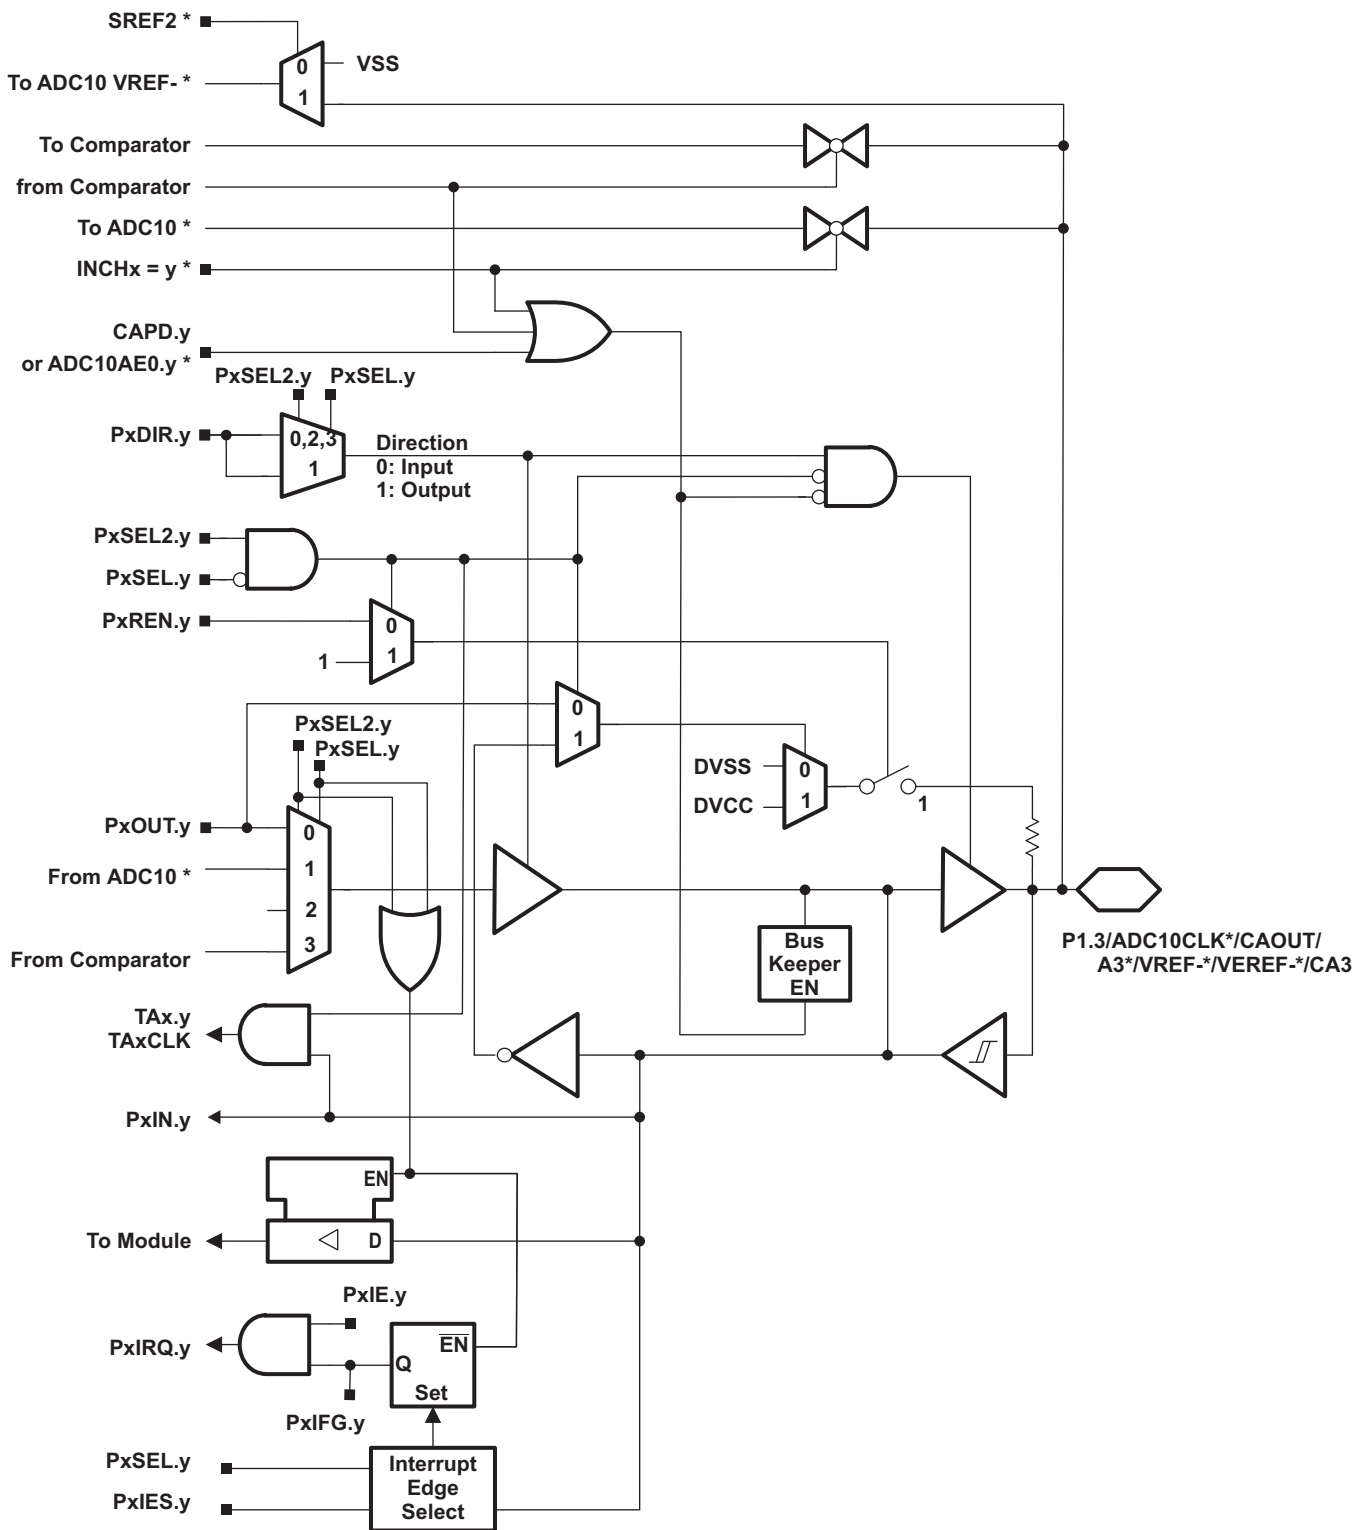 SREF2 *
0
VSS
To ADC10 VREF- *
1
To Comparator
from Comparator
To ADC10 *
INCHx = y *
CAPD.y
or ADC10AE0.y *
PxSEL2.y
PxSEL.y
PxDIR.y
0,2,3
1
Direction
0: Input
1: Output
PxSEL2.y
PxSEL.y
PxREN.y
0
1
1
0
1
PxSEL2.y
PxSEL.y
DVSS
0
DVCC
1
1
PxOUT.y
0
From ADC10 *
1
2
From Comparator
3
Bus
Keeper
EN
P1.3/ADC10CLK*/CAOUT/
A3*/VREF-*/VEREF-*/CA3
TAx.y
TAxCLK
PxIN.y
EN
To Module
D
PxIE.y
PxIRQ.y
EN
Q
Set
PxIFG.y
PxSEL.y
PxIES.y
Interrupt
Edge
Select